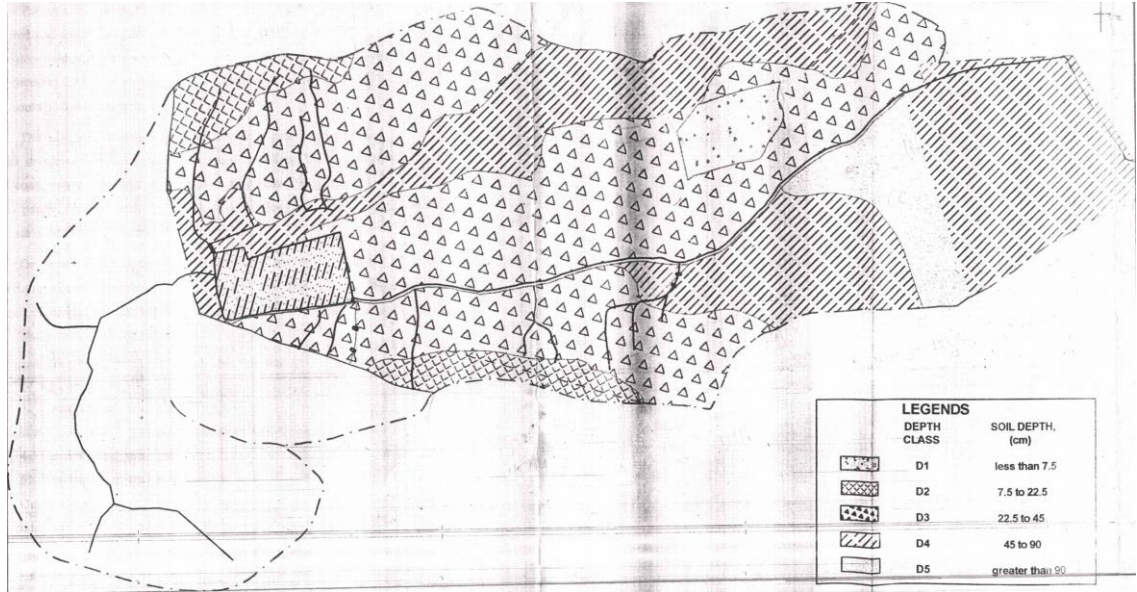 LEGENDS
DEPTH CLASS SOIL DEPTH, (cm)
D1 less than 7.5
D2 7.5 to 22.5
D3 22.5 to 45
D4 45 to 90
D5 greater than 90